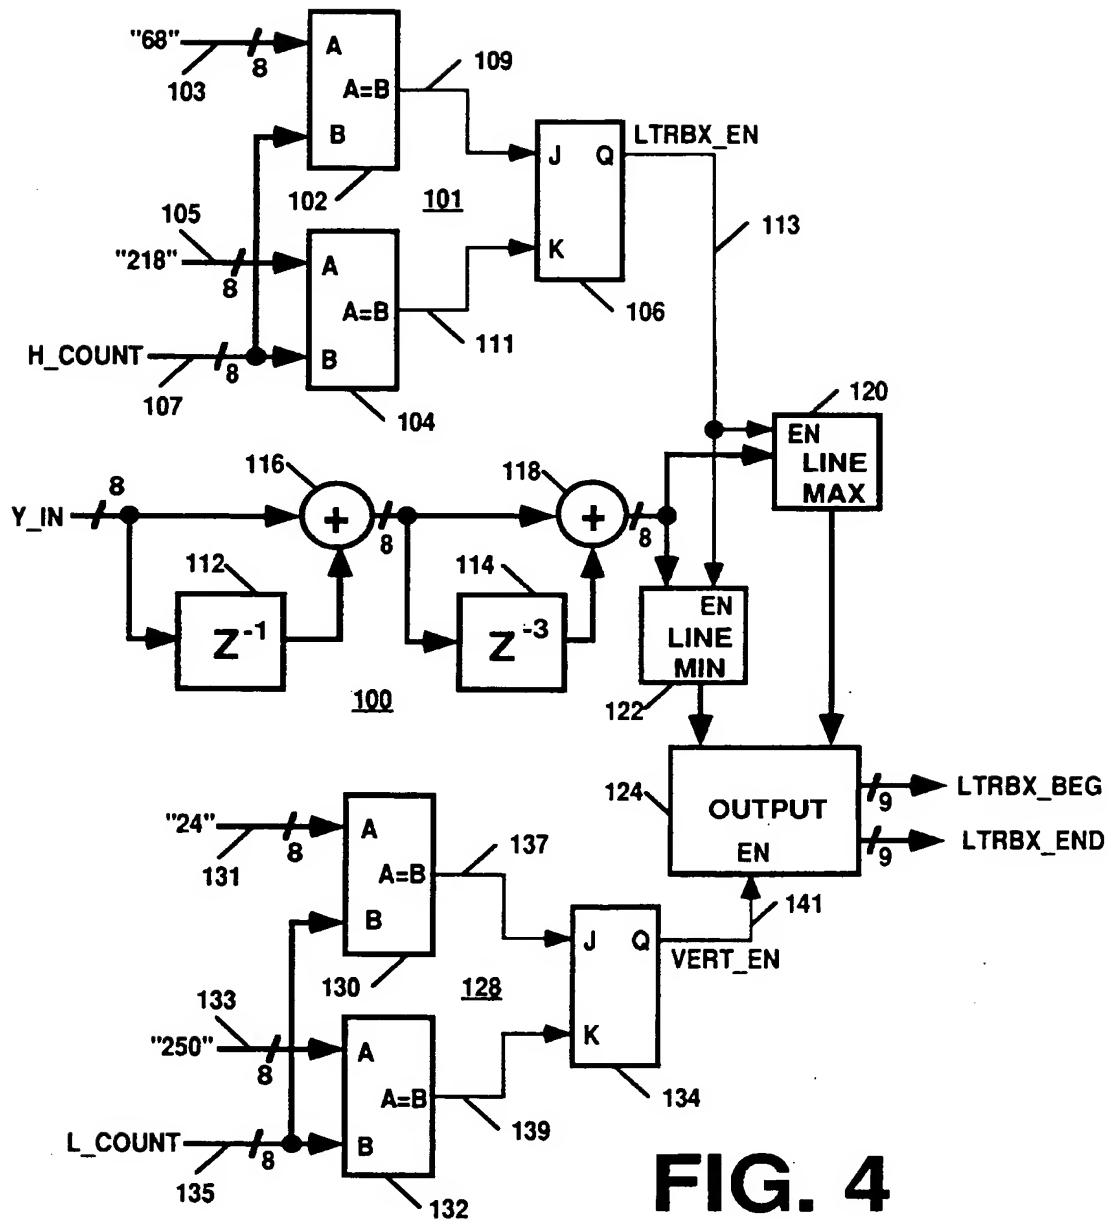 "68"
8
103
A
A=B
B
102
109
101
LTRBX_EN
J Q
K
106
113
105
"218"
8
A
A=B
B
104
111
H_COUNT
8
107
120
EN
LINE
MAX
Y_IN
8
116
+
8
118
+
8
112
Z-1
114
Z-3
100
EN
LINE
MIN
122
124
OUTPUT
EN
9
LTRBX_BEG
9
LTRBX_END
"24"
8
131
A
A=B
B
130
137
128
J Q
K
134
VERT_EN
141
133
"250"
8
A
A=B
B
132
139
L_COUNT
8
135
FIG. 4